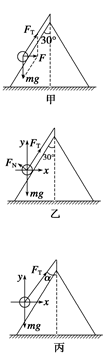 F_T
30°
F
mg
甲
y
F_T
F_N
30°
x
mg
乙
y
F_T
α
x
mg
丙